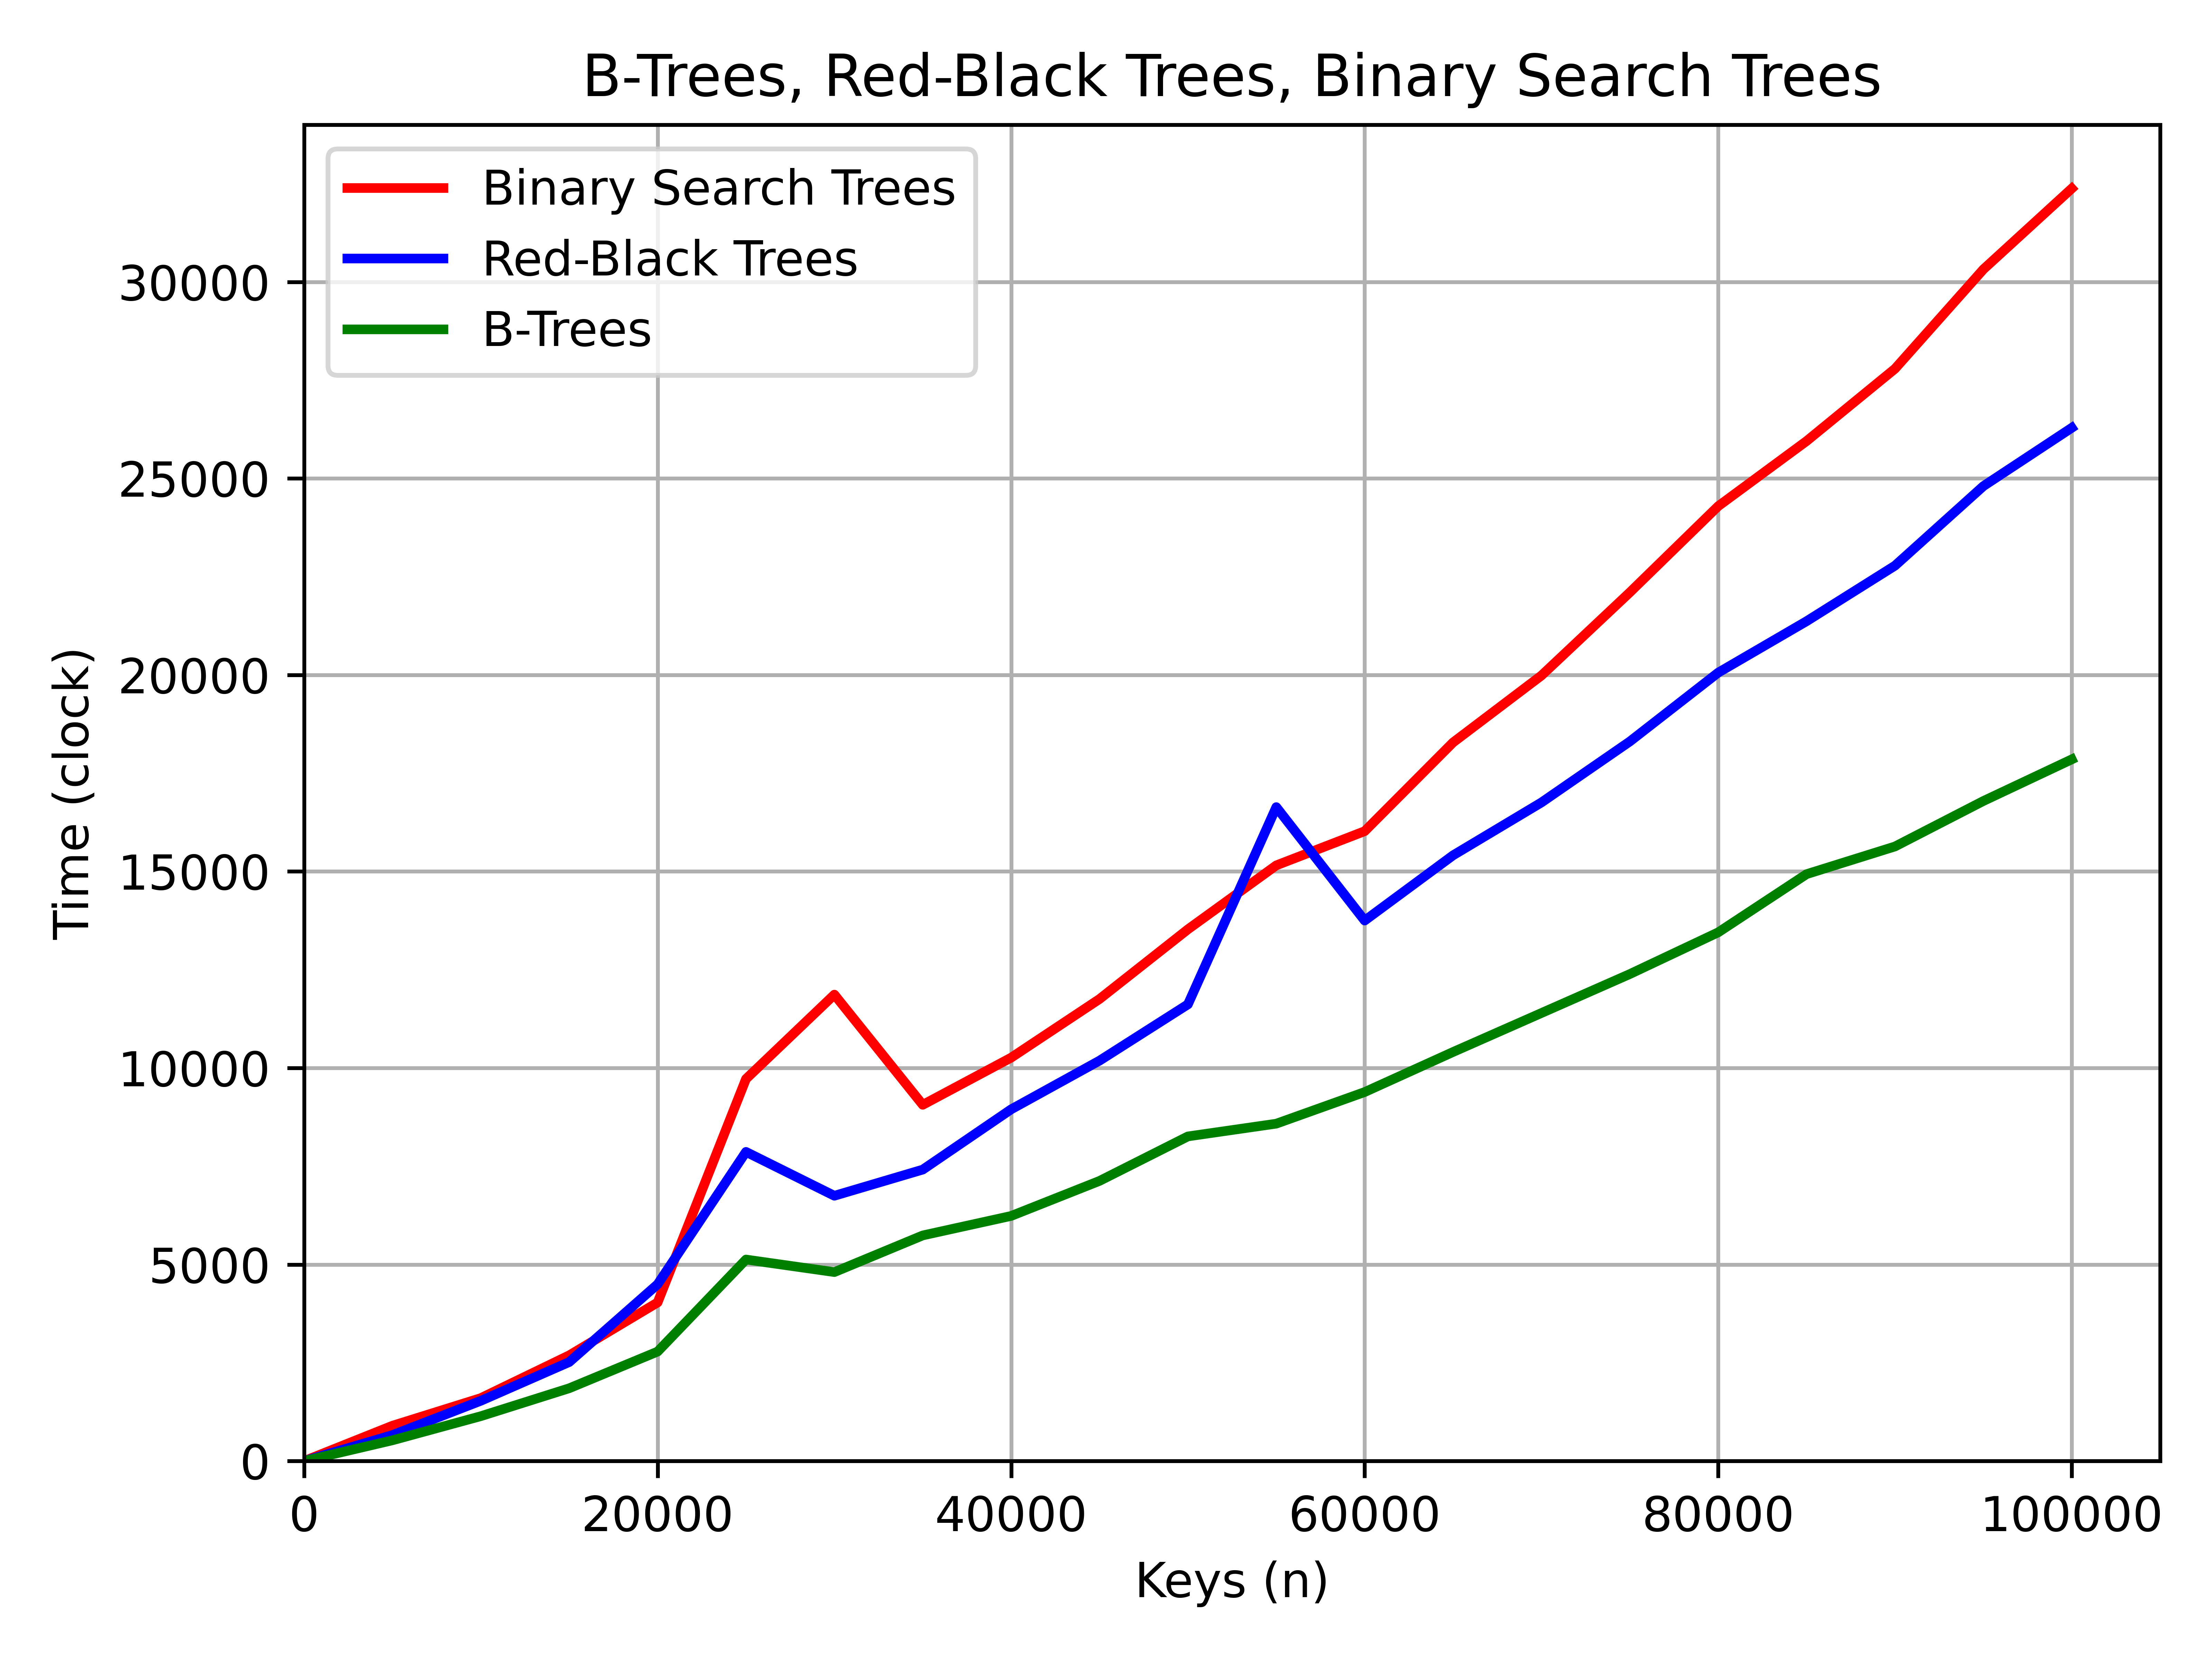 B-Trees, Red-Black Trees, Binary Search Trees
Binary Search Trees
Red-Black Trees
B-Trees
30000
25000
20000
15000
10000
5000
0
Time (clock)
0 20000 40000 60000 80000 100000
Keys (n)